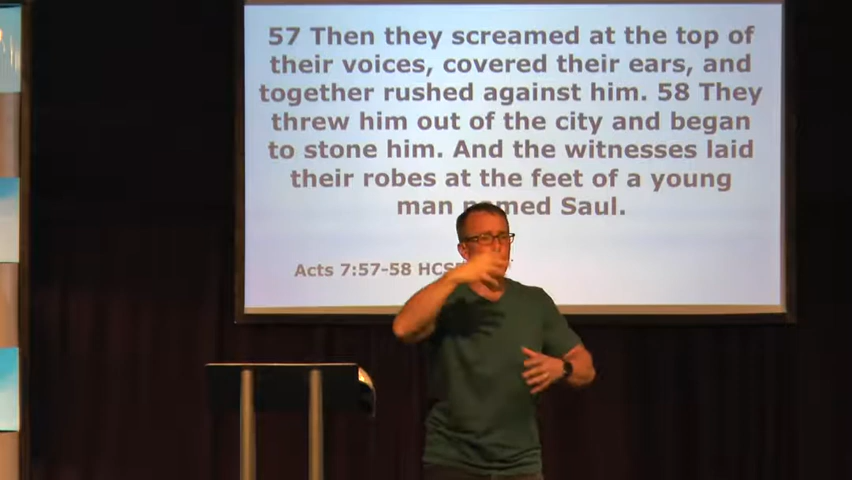 57 Then they screamed at the top of
their voices, covered their ears, and
together rushed against him. 58 They
threw him out of the city and began
to stone him. And the witnesses laid
their robes at the feet of a young
man named Saul.
Acts 7:57-58 HCSB